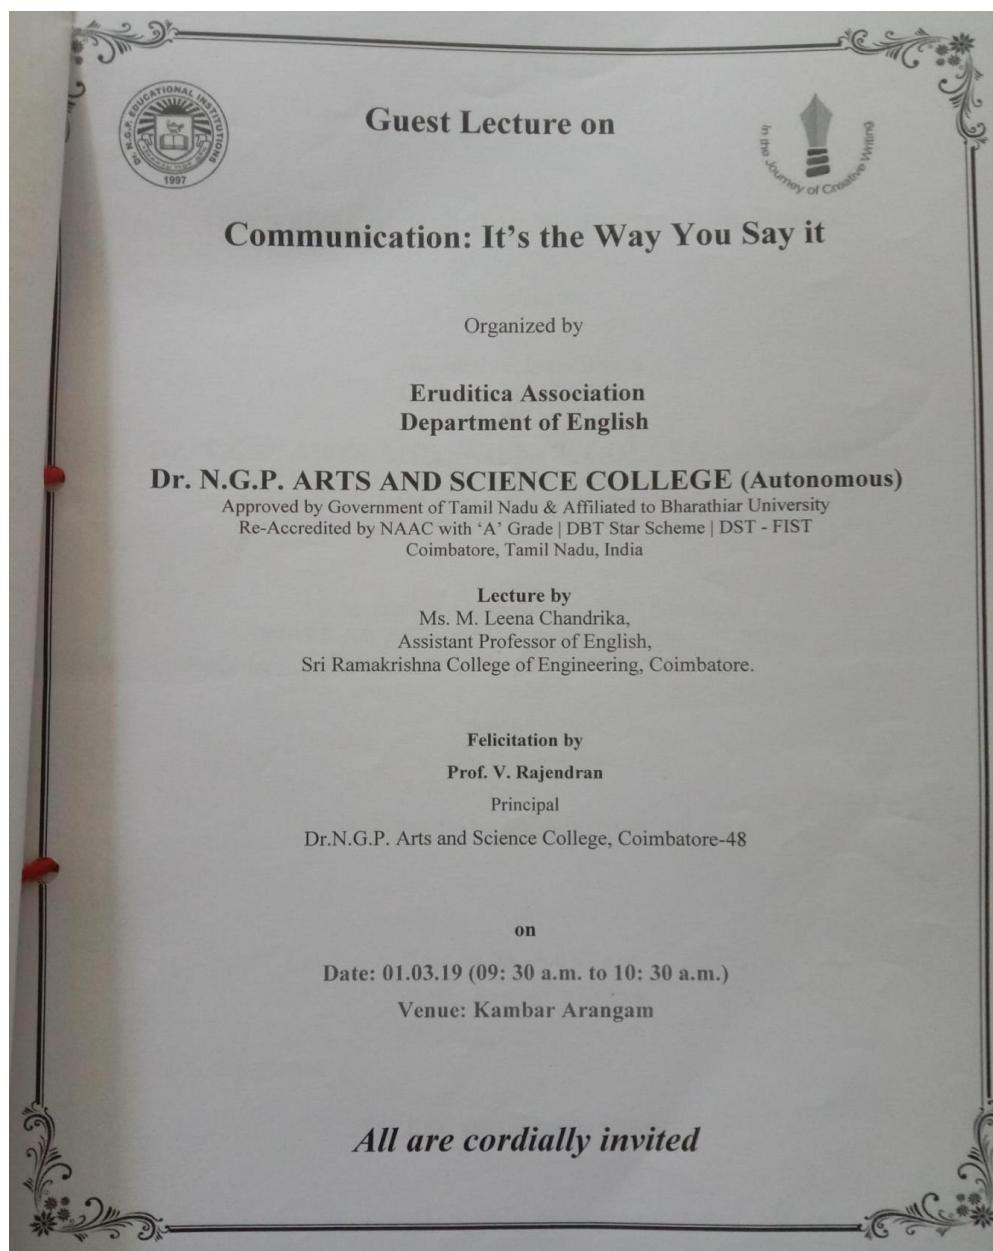 Dr. N.G.P. EDUCATIONAL INSTITUTIONS
1997
Guest Lecture on
In the Journey of Creative Writing
Communication: It's the Way You Say it
Organized by
Eruditica Association
Department of English
Dr. N.G.P. ARTS AND SCIENCE COLLEGE (Autonomous)
Approved by Government of Tamil Nadu & Affiliated to Bharathiar University
Re-Accredited by NAAC with ‘A’ Grade | DBT Star Scheme | DST - FIST
Coimbatore, Tamil Nadu, India
Lecture by
Ms. M. Leena Chandrika,
Assistant Professor of English,
Sri Ramakrishna College of Engineering, Coimbatore.
Felicitation by
Prof. V. Rajendran
Principal
Dr.N.G.P. Arts and Science College, Coimbatore-48
on
Date: 01.03.19 (09: 30 a.m. to 10: 30 a.m.)
Venue: Kambar Arangam
All are cordially invited